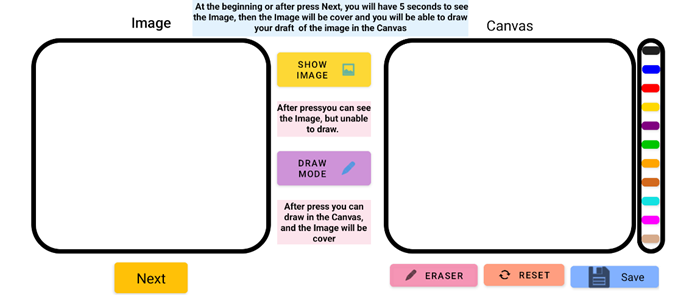 At the beginning or after press Next, you will have 5 seconds to see
the Image, then the Image will be cover and you will be able to draw
your draft of the image in the Canvas
Image
Canvas
SHOW
IMAGE
After pressyou can see
the Image, but unable
to draw.
DRAW
MODE
After press you can
draw in the Canvas,
and the Image will be
cover
Next
ERASER
RESET
Save